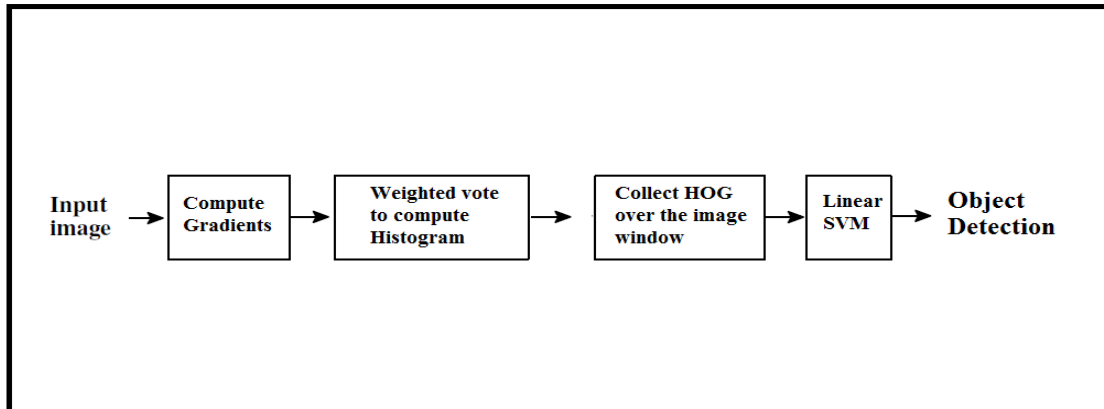 Input
image
Compute
Gradients
Weighted vote
to compute
Histogram
Collect HOG
over the image
window
Linear
SVM
Object
Detection